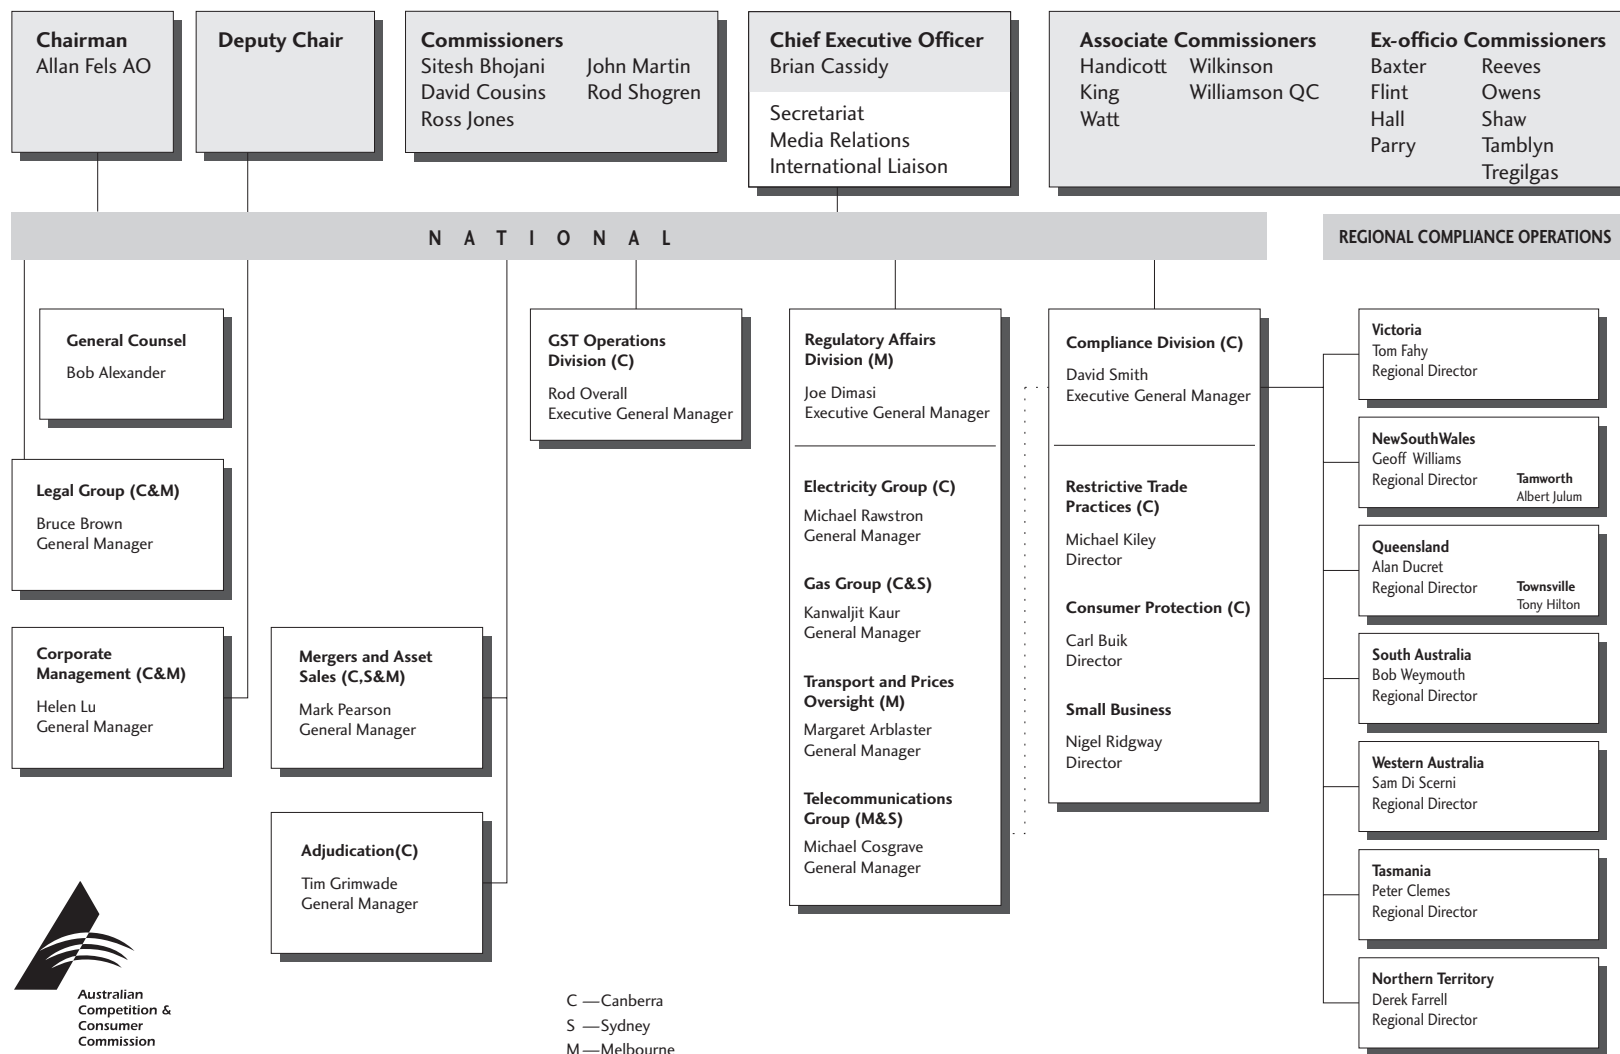 Chairman
Allan Fels AO
Deputy Chair
Commissioners
Sitesh Bhojani John Martin
David Cousins Rod Shogren
Ross Jones
Chief Executive Officer
Brian Cassidy
Secretariat
Media Relations
International Liaison
Associate Commissioners
Handicott Wilkinson
King Williamson QC
Watt
Ex-officio Commissioners
Baxter Reeves
Flint Owens
Hall Shaw
Parry Tamblyn
Tregilgas
N A T I O N A L
REGIONAL COMPLIANCE OPERATIONS
General Counsel
Bob Alexander
Legal Group (C&M)
Bruce Brown
General Manager
Corporate
Management (C&M)
Helen Lu
General Manager
Mergers and Asset
Sales (C,S&M)
Mark Pearson
General Manager
Adjudication(C)
Tim Grimwade
General Manager
GST Operations
Division (C)
Rod Overall
Executive General Manager
Regulatory Affairs
Division (M)
Joe Dimasi
Executive General Manager
Electricity Group (C)
Michael Rawstron
General Manager
Gas Group (C&S)
Kanwaljit Kaur
General Manager
Transport and Prices
Oversight (M)
Margaret Arblaster
General Manager
Telecommunications
Group (M&S)
Michael Cosgrave
General Manager
Compliance Division (C)
David Smith
Executive General Manager
Restrictive Trade
Practices (C)
Michael Kiley
Director
Consumer Protection (C)
Carl Buik
Director
Small Business
Nigel Ridgway
Director
Victoria
Tom Fahy
Regional Director
NewSouthWales
Geoff Williams
Regional Director Tamworth
Albert Julum
Queensland
Alan Ducret
Regional Director Townsville
Tony Hilton
South Australia
Bob Weymouth
Regional Director
Western Australia
Sam Di Scerni
Regional Director
Tasmania
Peter Clemes
Regional Director
Northern Territory
Derek Farrell
Regional Director
Australian
Competition &
Consumer
Commission
C —Canberra
S —Sydney
M—Melbourne